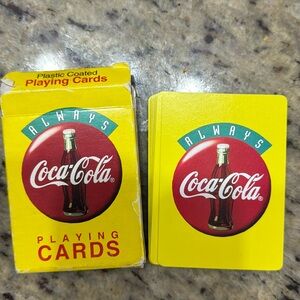 Plastic Coated
Playing Cards
ALWAYS
Coca-Cola®
PLAYING
CARDS
ALWAYS
Coca-Cola®